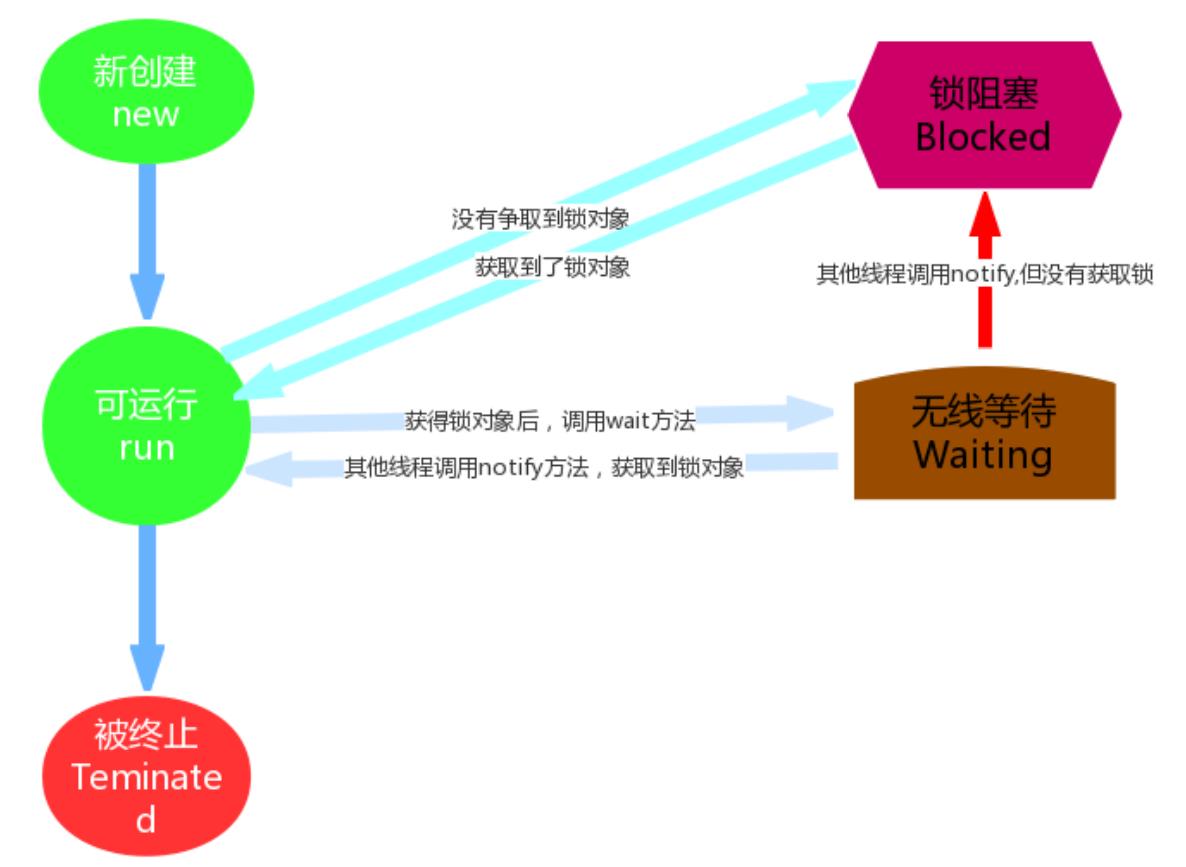 新创建
new
锁阻塞
Blocked
没有争取到锁对象
获取到了锁对象
其他线程调用notify,但没有获取锁
可运行
run
获得锁对象后，调用wait方法
其他线程调用notify方法，获取到锁对象
无线等待
Waiting
被终止
Teminate
d